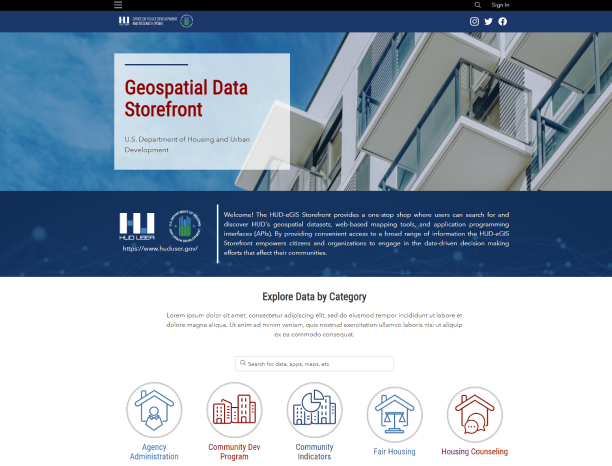 Sign In
HUD USER
OFFICE OF POLICY DEVELOPMENT
AND RESEARCH (PD&R)
Geospatial Data
Storefront
U.S. Department of Housing and Urban
Development
HUD USER
https://www.huduser.gov/
Welcome! The HUD-eGIS Storefront provides a one-stop shop where users can search for and
discover HUD's geospatial datasets, web-based mapping tools, and application programming
interfaces (APIs). By providing convenient access to a broad range of information the HUD-eGIS
Storefront empowers citizens and organizations to engage in the data-driven decision making
efforts that affect their communities.
Explore Data by Category
Lorem ipsum dolor sit amet, consectetur adipiscing elit, sed do eiusmod tempor incididunt ut labore et
dolore magna aliqua. Ut enim ad minim veniam, quis nostrud exercitation ullamco laboris nisi ut aliquip
ex ea commodo consequat.
Search for data, apps, maps, etc
Agency
Administration
Community Dev
Program
Community
Indicators
Fair Housing
Housing Counseling